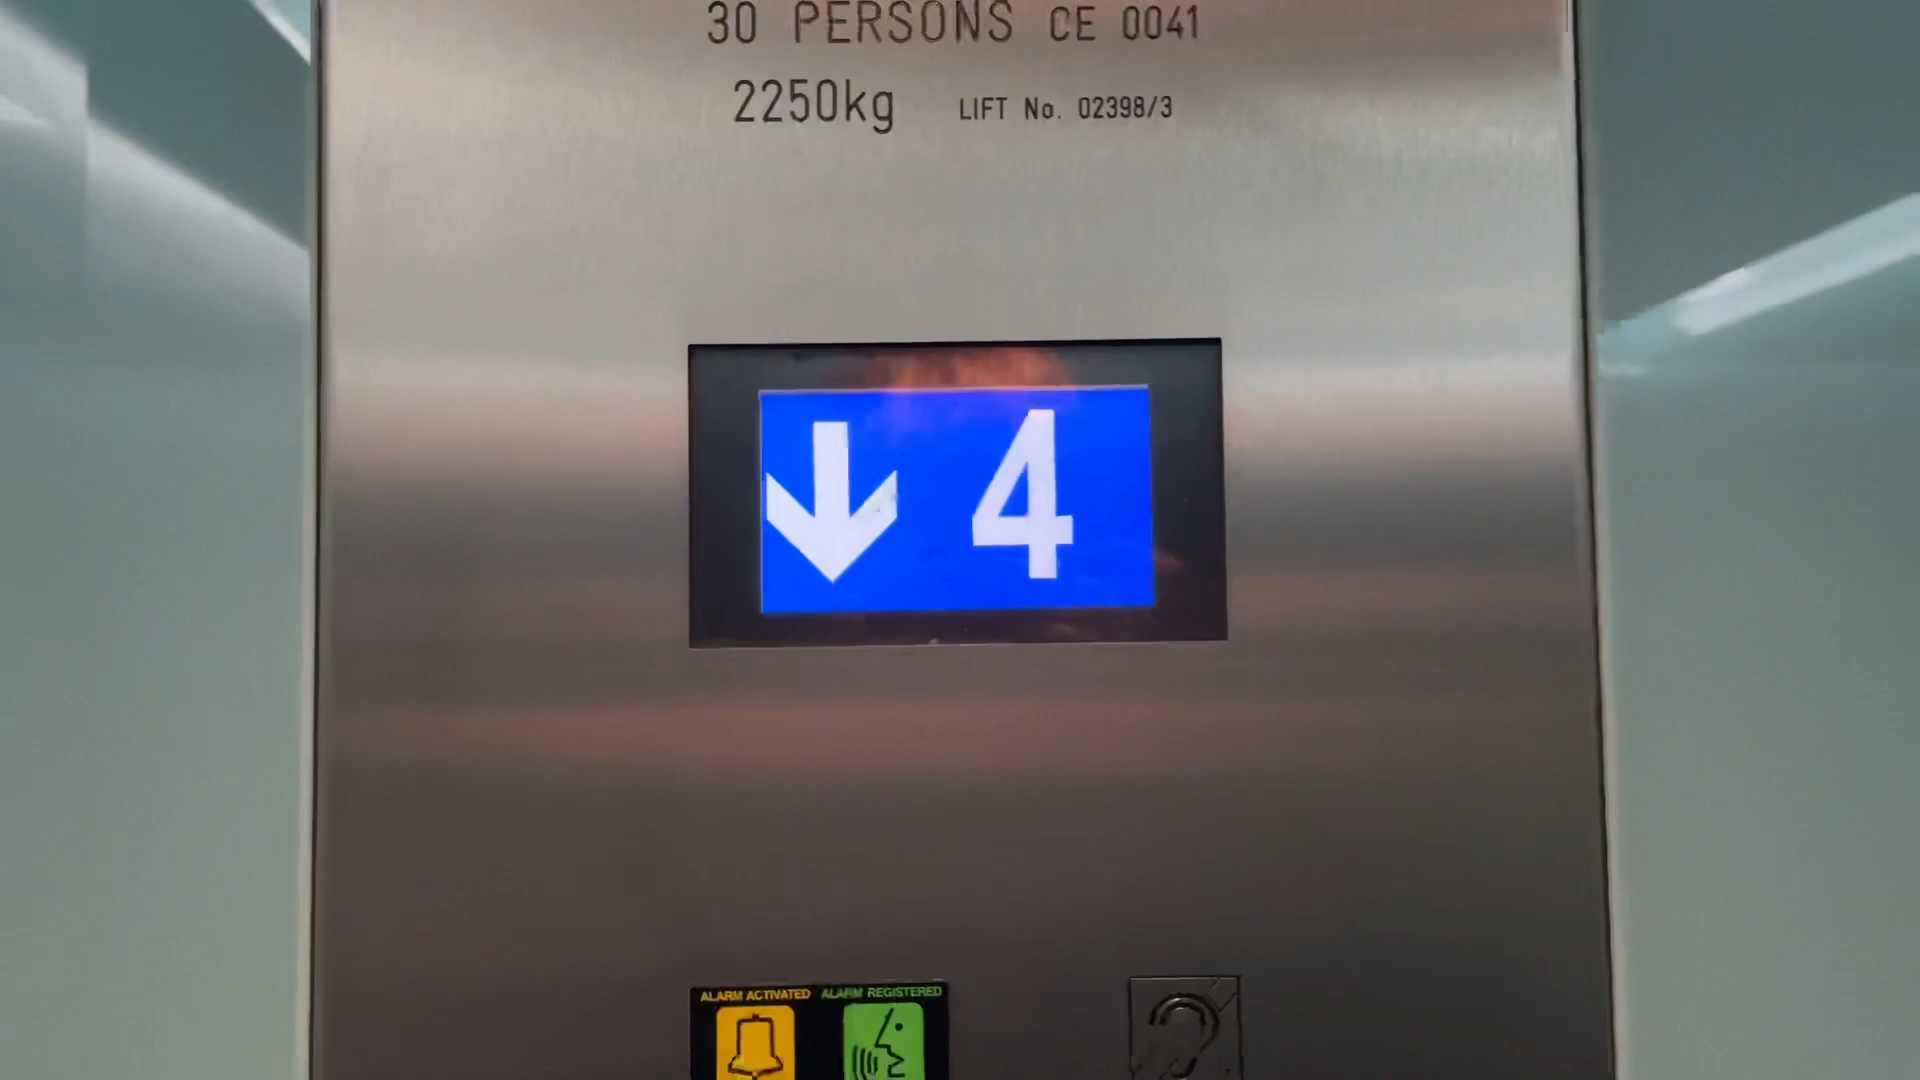 30 PERSONS CE 0041
2250kg LIFT No. 02398/3
4
ALARM ACTIVATED ALARM REGISTERED